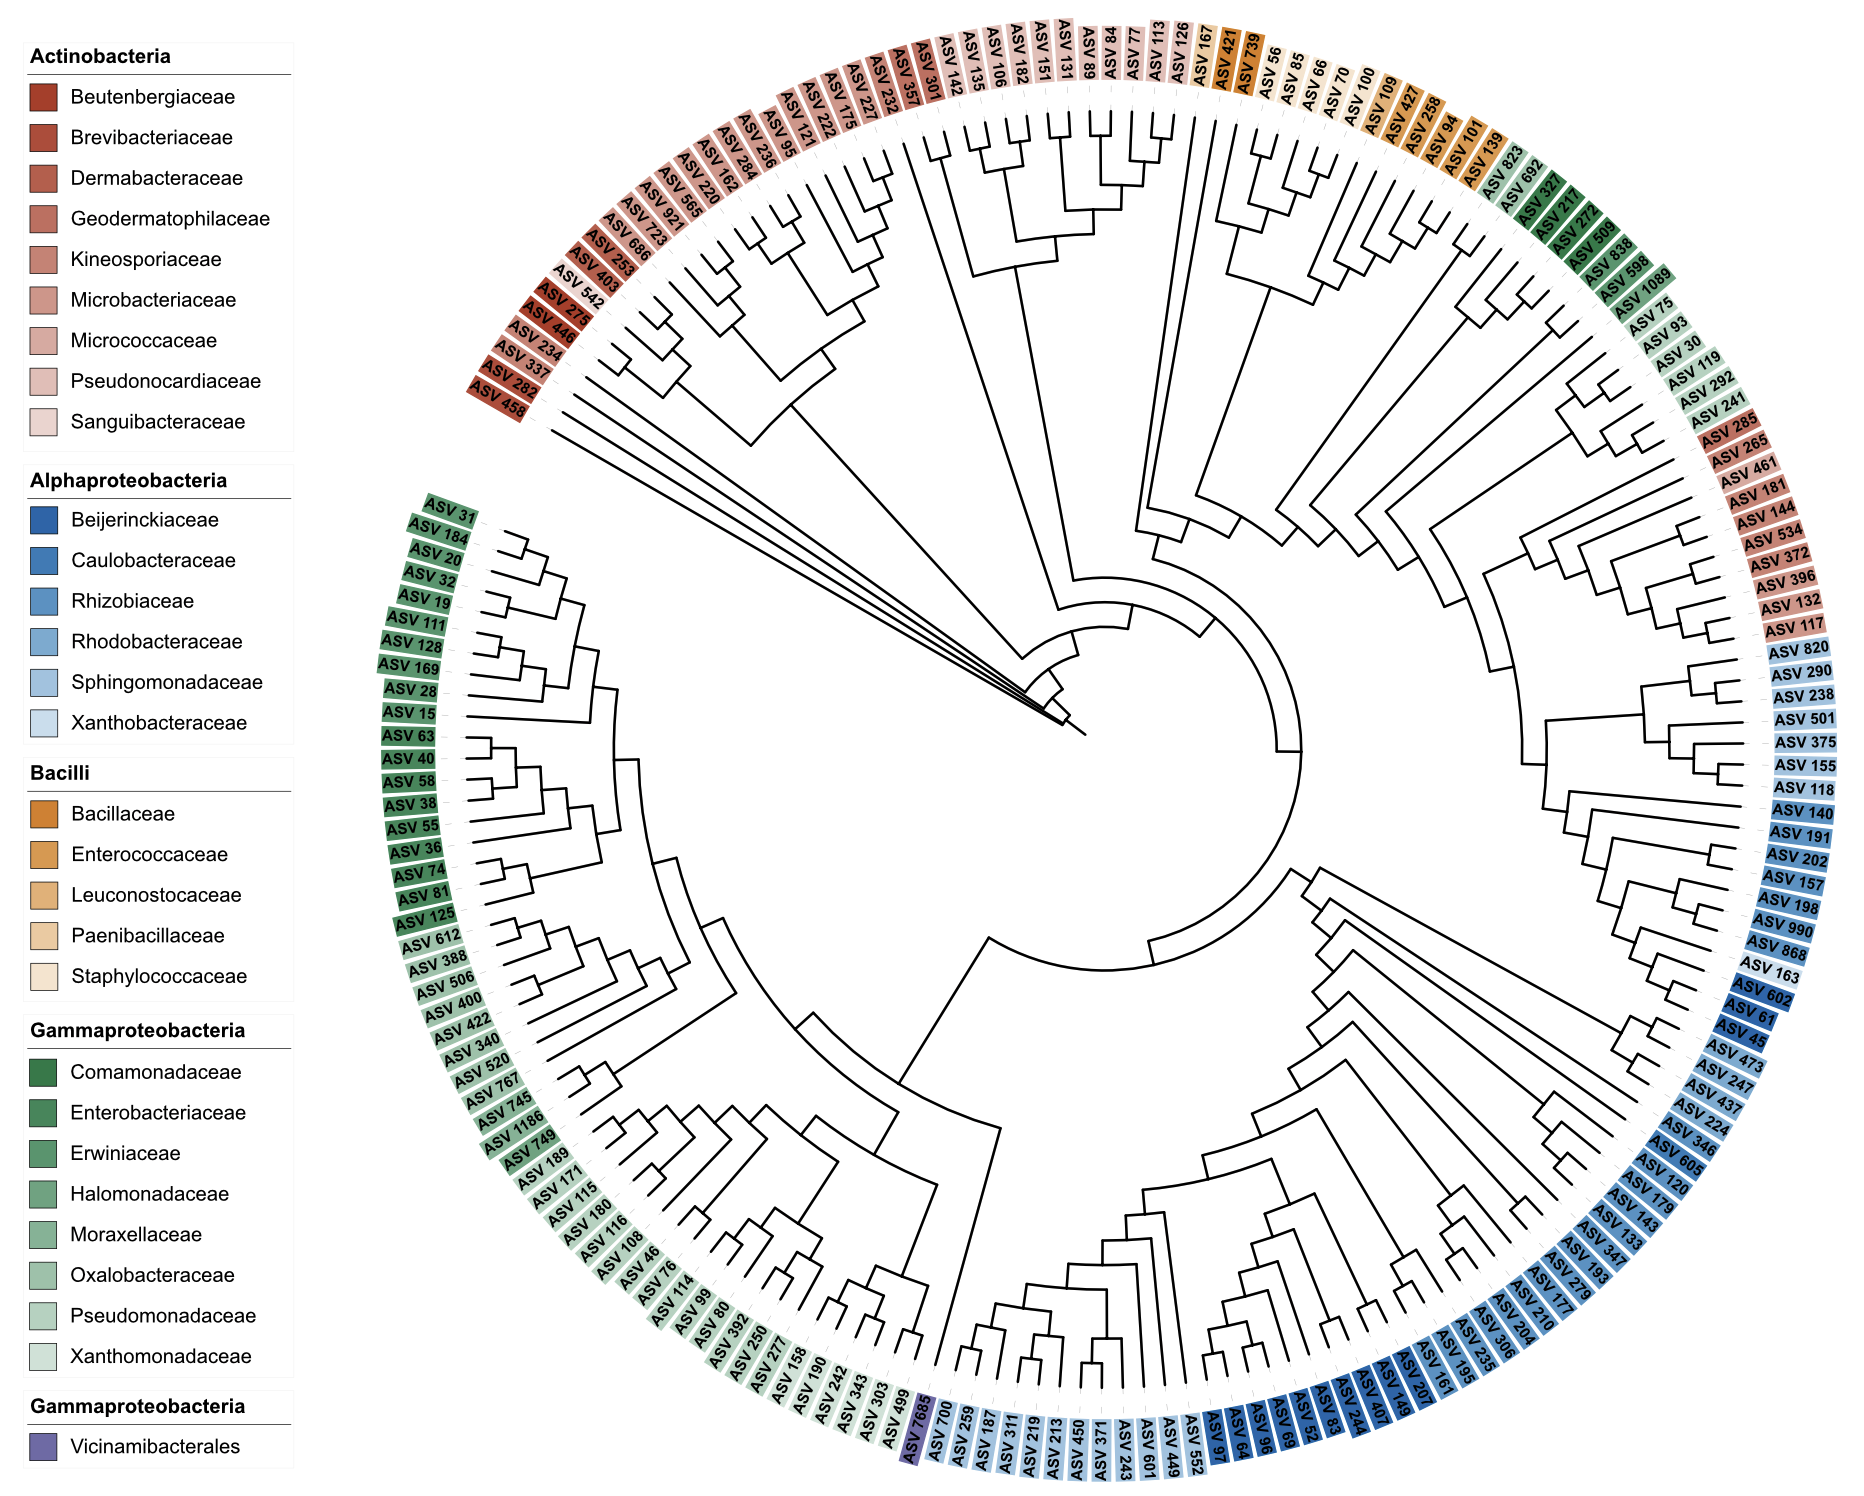 Actinobacteria
Beutenbergiaceae
Brevibacteriaceae
Dermabacteraceae
Geodermatophilaceae
Kineosporiaceae
Microbacteriaceae
Micrococcaceae
Pseudonocardiaceae
Sanguibacteraceae
Alphaproteobacteria
Beijerinckiaceae
Caulobacteraceae
Rhizobiaceae
Rhodobacteraceae
Sphingomonadaceae
Xanthobacteraceae
Bacilli
Bacillaceae
Enterococcaceae
Leuconostocaceae
Paenibacillaceae
Staphylococcaceae
Gammaproteobacteria
Comamonadaceae
Enterobacteriaceae
Erwiniaceae
Halomonadaceae
Moraxellaceae
Oxalobacteraceae
Pseudomonadaceae
Xanthomonadaceae
Gammaproteobacteria
Vicinamibacterales
ASV 458
ASV 282
ASV 337
ASV 234
ASV 446
ASV 275
ASV 542
ASV 403
ASV 253
ASV 686
ASV 723
ASV 921
ASV 565
ASV 220
ASV 162
ASV 284
ASV 236
ASV 95
ASV 121
ASV 222
ASV 175
ASV 227
ASV 232
ASV 357
ASV 301
ASV 142
ASV 135
ASV 106
ASV 182
ASV 151
ASV 131
ASV 89
ASV 84
ASV 77
ASV 113
ASV 126
ASV 167
ASV 421
ASV 739
ASV 56
ASV 85
ASV 66
ASV 70
ASV 100
ASV 109
ASV 427
ASV 258
ASV 94
ASV 101
ASV 139
ASV 823
ASV 692
ASV 327
ASV 217
ASV 272
ASV 509
ASV 838
ASV 598
ASV 1089
ASV 75
ASV 93
ASV 30
ASV 119
ASV 292
ASV 241
ASV 285
ASV 265
ASV 461
ASV 181
ASV 144
ASV 534
ASV 372
ASV 396
ASV 132
ASV 117
ASV 820
ASV 290
ASV 238
ASV 501
ASV 375
ASV 155
ASV 118
ASV 140
ASV 191
ASV 202
ASV 157
ASV 198
ASV 990
ASV 868
ASV 163
ASV 602
ASV 61
ASV 45
ASV 473
ASV 247
ASV 437
ASV 224
ASV 346
ASV 605
ASV 120
ASV 179
ASV 143
ASV 133
ASV 347
ASV 193
ASV 279
ASV 177
ASV 210
ASV 204
ASV 306
ASV 235
ASV 195
ASV 161
ASV 207
ASV 149
ASV 407
ASV 244
ASV 83
ASV 52
ASV 69
ASV 96
ASV 64
ASV 97
ASV 552
ASV 449
ASV 601
ASV 243
ASV 371
ASV 450
ASV 213
ASV 219
ASV 311
ASV 187
ASV 259
ASV 700
ASV 7685
ASV 499
ASV 303
ASV 343
ASV 242
ASV 190
ASV 158
ASV 277
ASV 250
ASV 392
ASV 80
ASV 99
ASV 114
ASV 76
ASV 46
ASV 108
ASV 116
ASV 180
ASV 115
ASV 171
ASV 189
ASV 749
ASV 1186
ASV 745
ASV 767
ASV 520
ASV 340
ASV 422
ASV 400
ASV 506
ASV 388
ASV 612
ASV 125
ASV 81
ASV 74
ASV 36
ASV 55
ASV 38
ASV 58
ASV 40
ASV 63
ASV 15
ASV 28
ASV 169
ASV 128
ASV 111
ASV 19
ASV 32
ASV 20
ASV 184
ASV 31